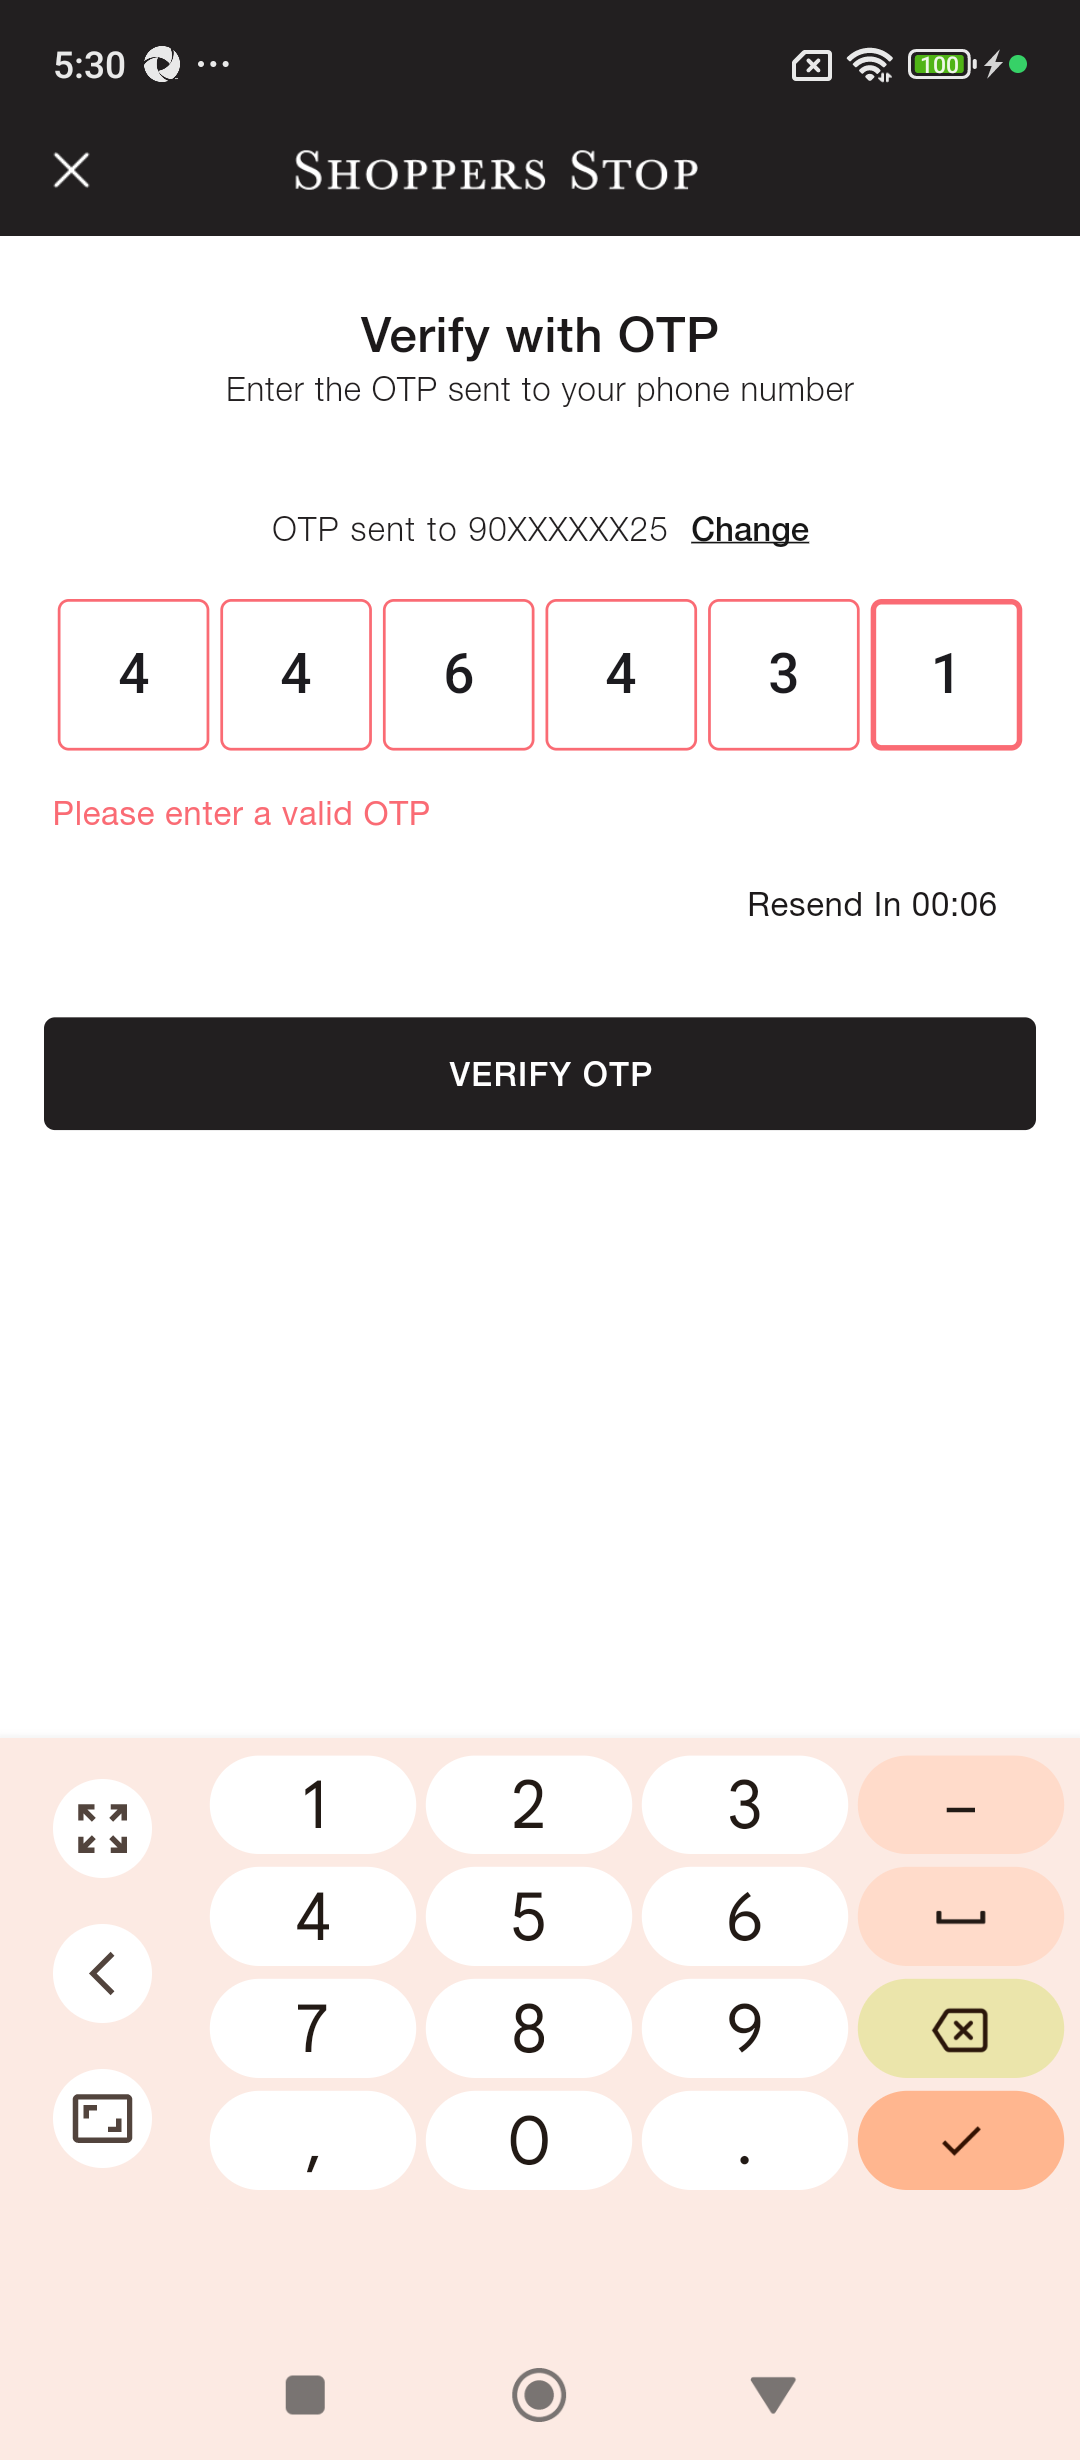 5:30
100
SHOPPERS STOP
Verify with OTP
Enter the OTP sent to your phone number
OTP sent to 90XXXXXX25 Change
4 4 6 4 3 1
Please enter a valid OTP
Resend In 00:06
VERIFY OTP
1 2 3 –
4 5 6
7 8 9
, 0 .